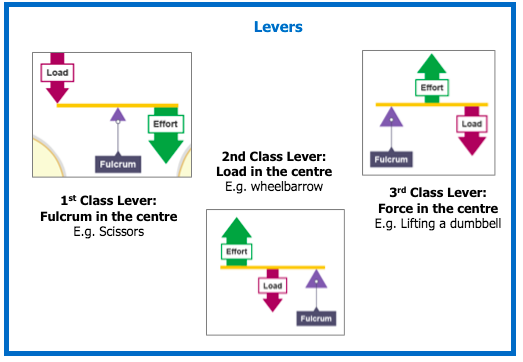 Levers
Load
Effort
Fulcrum
1st Class Lever:
Fulcrum in the centre
E.g. Scissors
2nd Class Lever:
Load in the centre
E.g. wheelbarrow
Effort
Load
Fulcrum
Effort
Load
Fulcrum
3rd Class Lever:
Force in the centre
E.g. Lifting a dumbbell